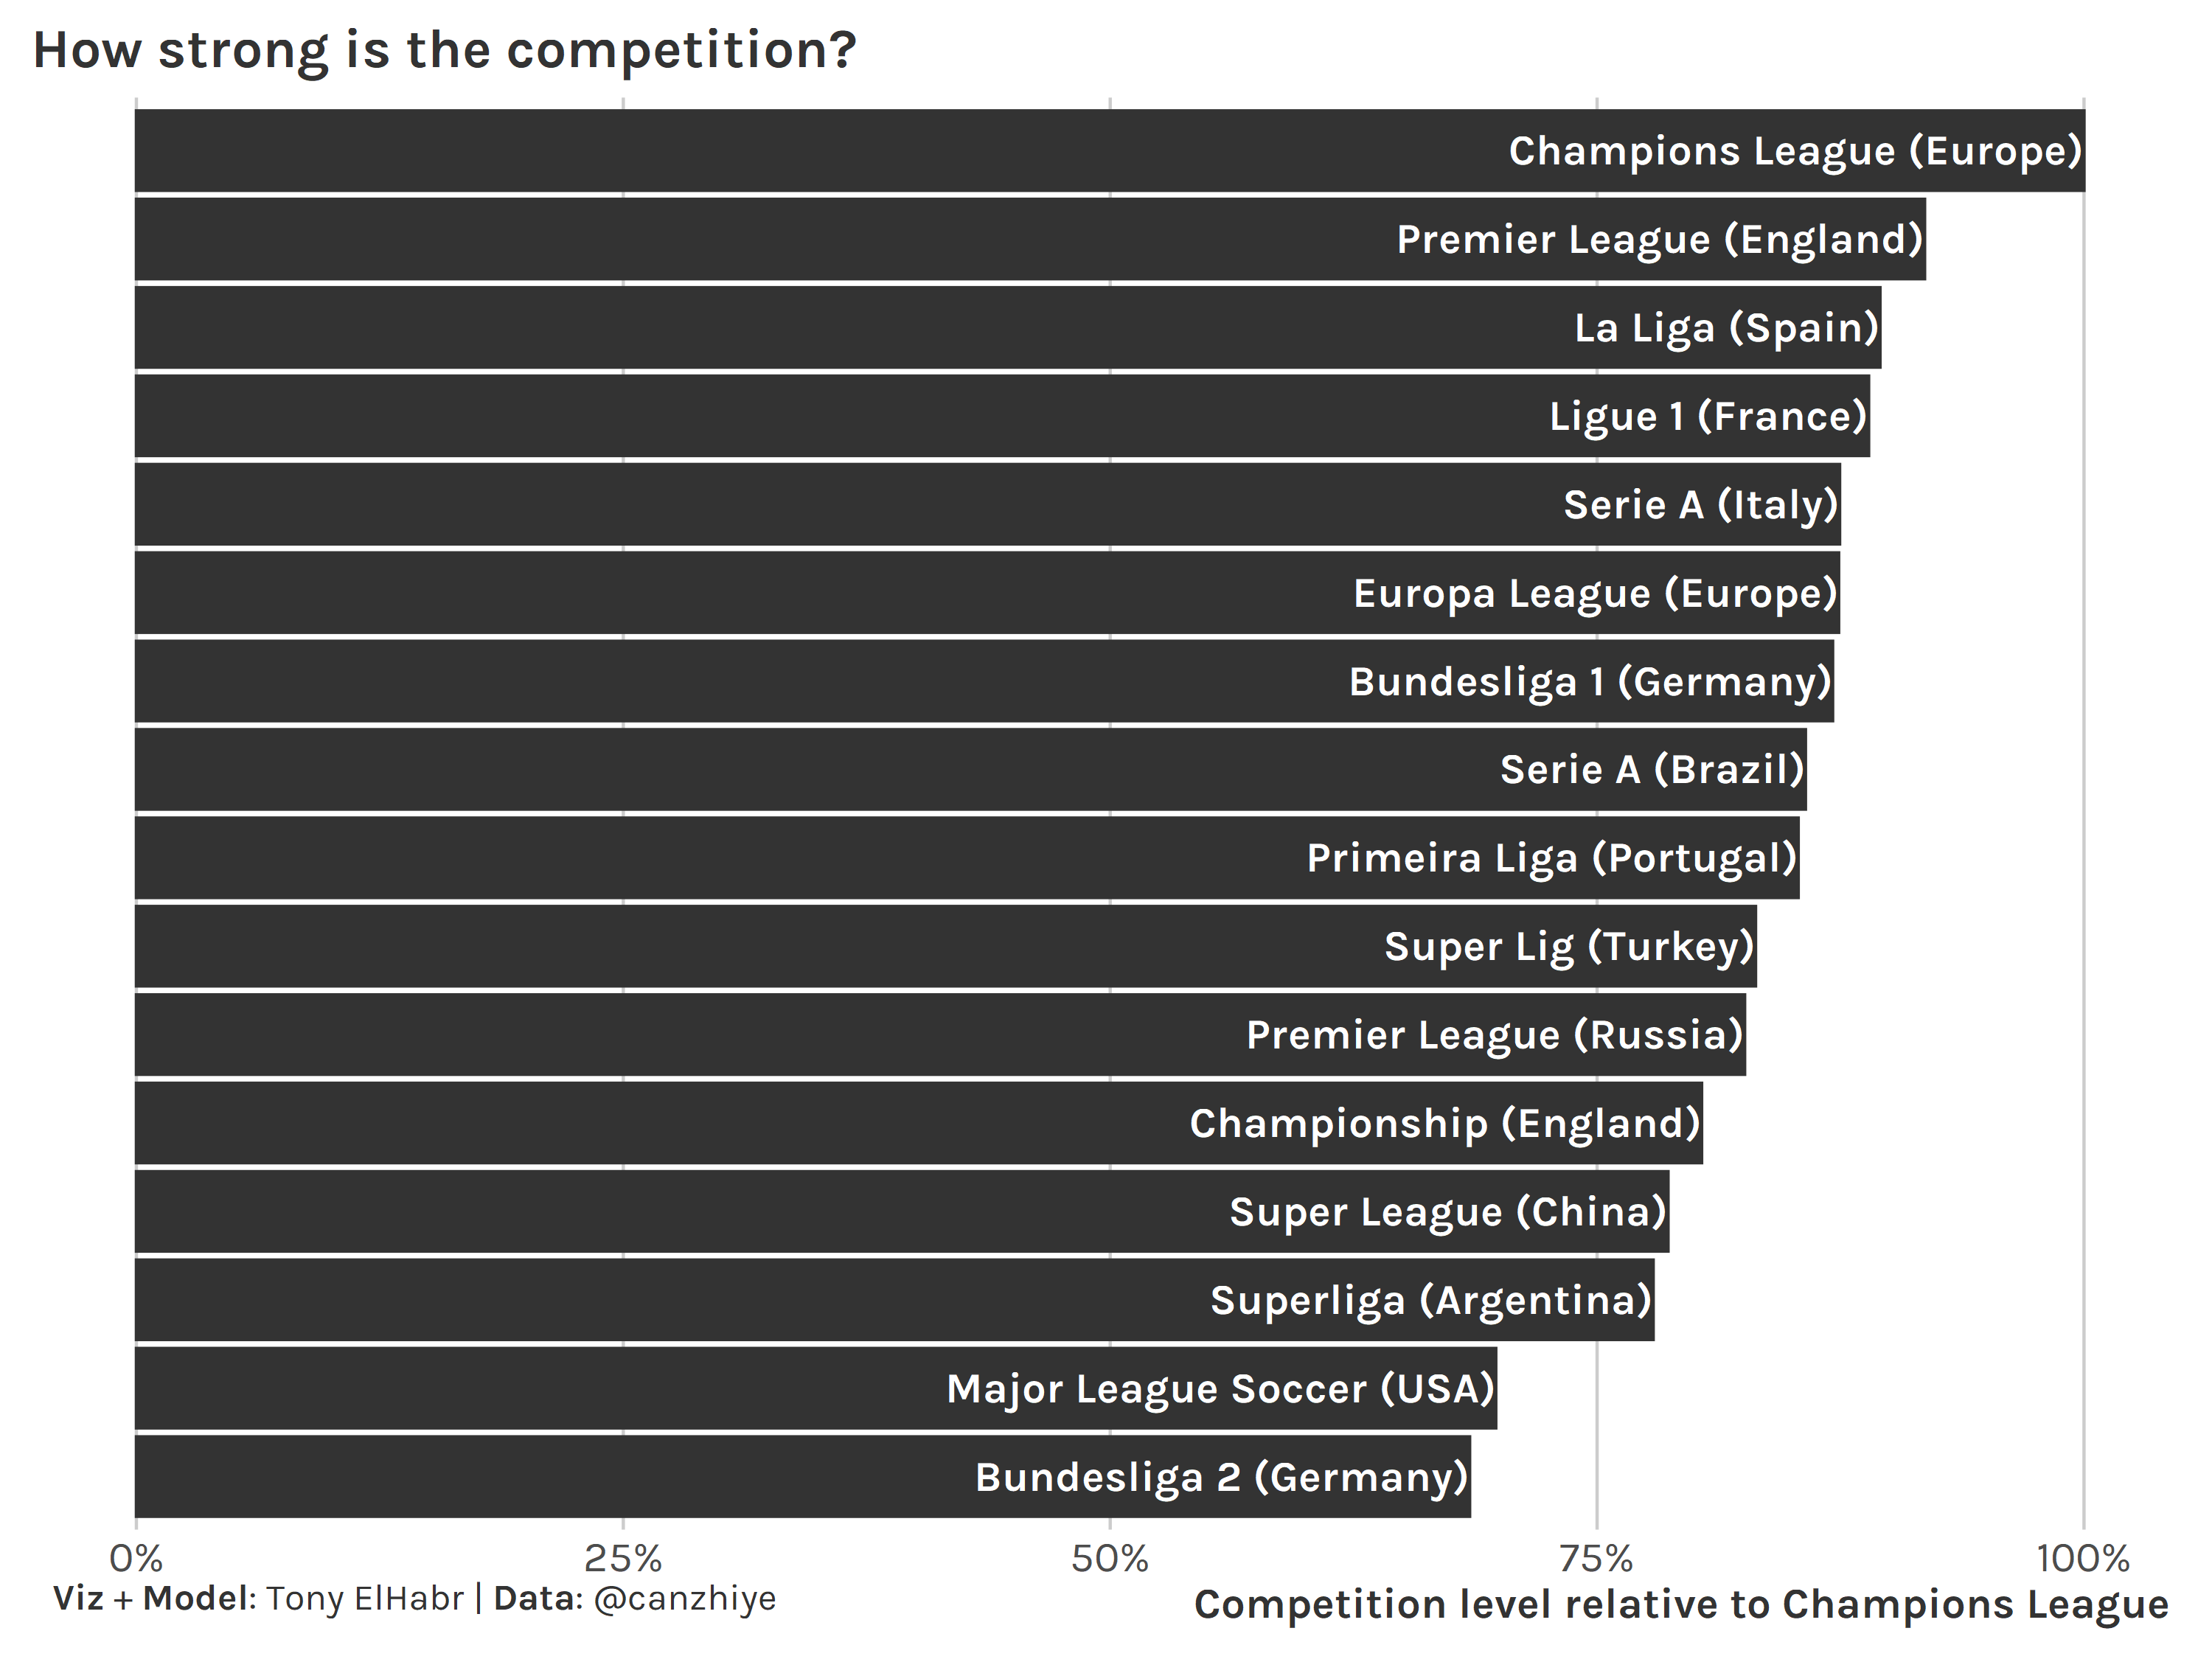 How strong is the competition?
Champions League (Europe)
Premier League (England)
La Liga (Spain)
Ligue 1 (France)
Serie A (Italy)
Europa League (Europe)
Bundesliga 1 (Germany)
Serie A (Brazil)
Primeira Liga (Portugal)
Super Lig (Turkey)
Premier League (Russia)
Championship (England)
Super League (China)
Superliga (Argentina)
Major League Soccer (USA)
Bundesliga 2 (Germany)
0% 25% 50% 75% 100%
Viz + Model: Tony ElHabr | Data: @canzhiye
Competition level relative to Champions League